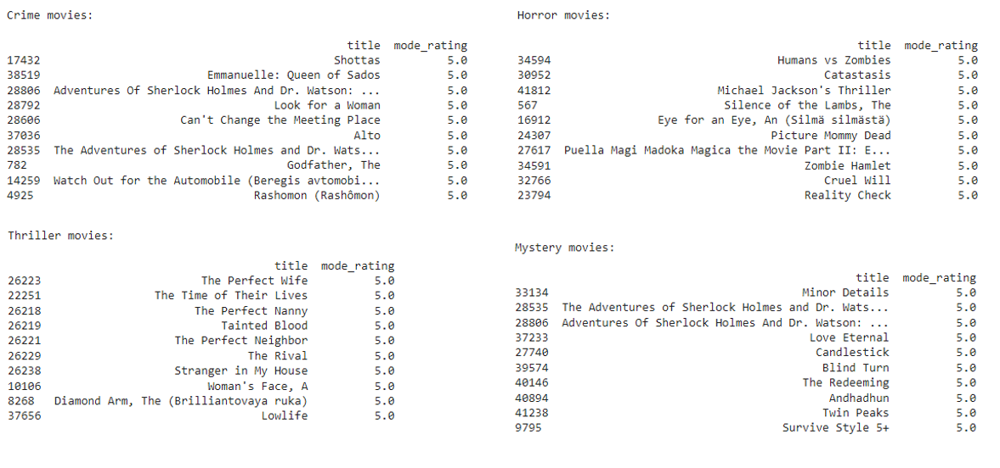 Crime movies:
title mode_rating
17432 Shottas 5.0
38519 Emmanuelle: Queen of Sados 5.0
28806 Adventures Of Sherlock Holmes And Dr. Watson: ... 5.0
28792 Look for a Woman 5.0
28606 Can't Change the Meeting Place 5.0
37036 Alto 5.0
28535 The Adventures of Sherlock Holmes and Dr. Wats... 5.0
782 Godfather, The 5.0
14259 Watch Out for the Automobile (Beregis avtomobi... 5.0
4925 Rashomon (Rashômon) 5.0
Horror movies:
title mode_rating
34594 Humans vs Zombies 5.0
30952 Catastasis 5.0
41812 Michael Jackson's Thriller 5.0
567 Silence of the Lambs, The 5.0
16912 Eye for an Eye, An (Silmä silmästä) 5.0
24307 Picture Mommy Dead 5.0
27617 Puella Magi Madoka Magica the Movie Part II: E... 5.0
34591 Zombie Hamlet 5.0
32766 Cruel Will 5.0
23794 Reality Check 5.0
Thriller movies:
title mode_rating
26223 The Perfect Wife 5.0
22251 The Time of Their Lives 5.0
26218 The Perfect Nanny 5.0
26219 Tainted Blood 5.0
26221 The Perfect Neighbor 5.0
26229 The Rival 5.0
26238 Stranger in My House 5.0
10106 Woman's Face, A 5.0
8268 Diamond Arm, The (Brilliantovaya ruka) 5.0
37656 Lowlife 5.0
Mystery movies:
title mode_rating
33134 Minor Details 5.0
28535 The Adventures of Sherlock Holmes and Dr. Wats... 5.0
28806 Adventures Of Sherlock Holmes And Dr. Watson: ... 5.0
37233 Love Eternal 5.0
27740 Candlestick 5.0
39574 Blind Turn 5.0
40146 The Redeeming 5.0
40894 Andhadhun 5.0
41238 Twin Peaks 5.0
9795 Survive Style 5+ 5.0